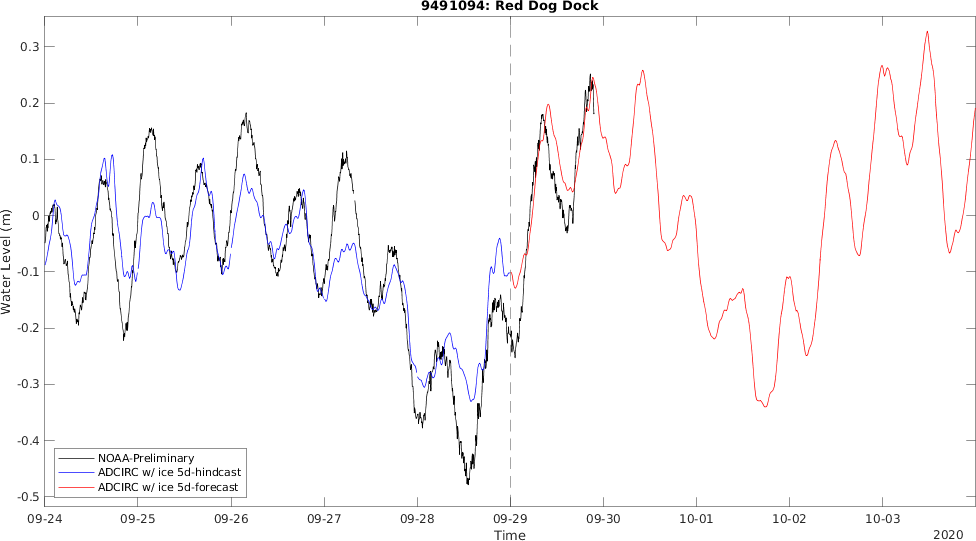 9491094: Red Dog Dock
0.3
0.2
0.1
0
-0.1
-0.2
-0.3
-0.4
-0.5
Water Level (m)
NOAA-Preliminary
ADCIRC w/ ice 5d-hindcast
ADCIRC w/ ice 5d-forecast
09-24 09-25 09-26 09-27 09-28 09-29 09-30 10-01 10-02 10-03
Time
2020